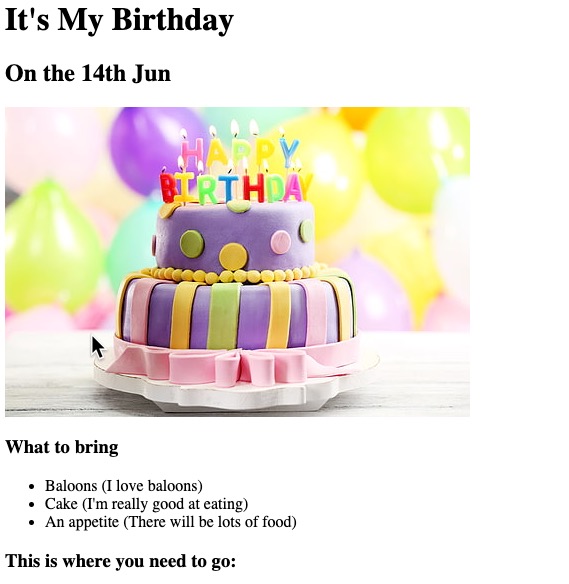 It's My Birthday
On the 14th Jun
HAPPY
BIRTHDAY
What to bring
Baloons (I love baloons)
Cake (I'm really good at eating)
An appetite (There will be lots of food)
This is where you need to go: